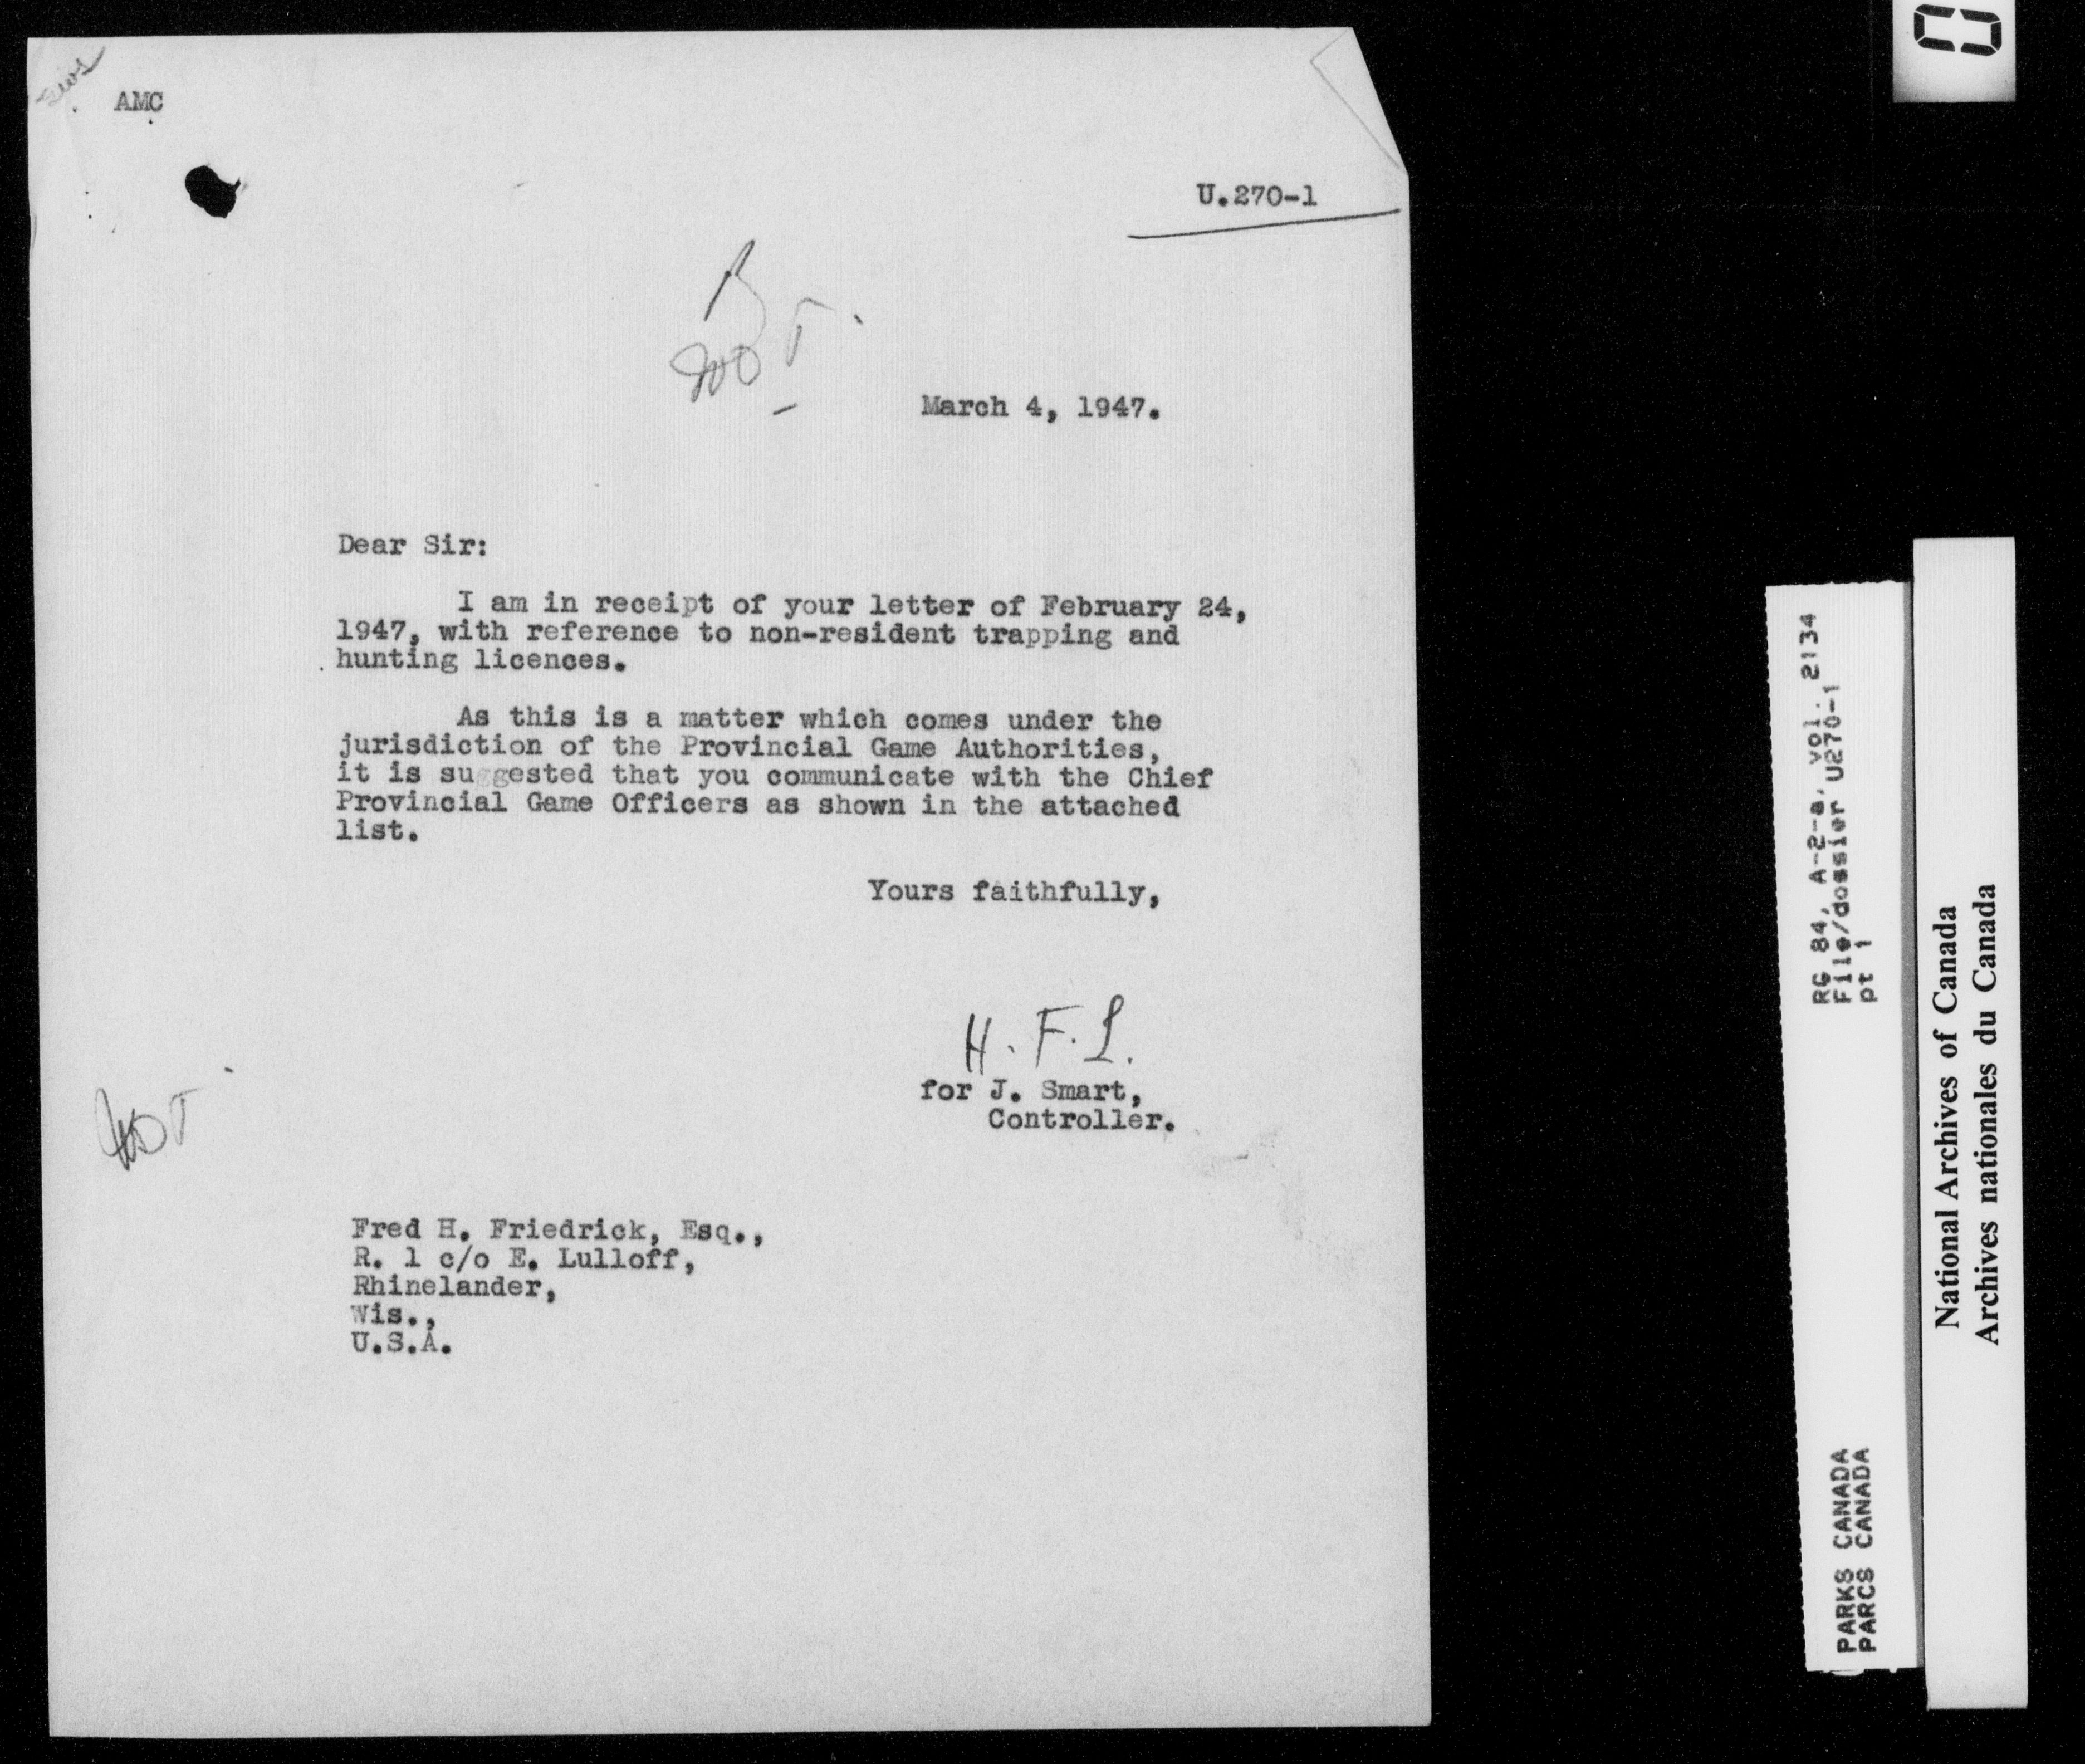 AMC
U.270-1
March 4, 1947.
Dear Sir:
I am in receipt of your letter of February 24,
1947, with reference to non-resident trapping and
hunting licences.
As this is a matter which comes under the
jurisdiction of the Provincial Game Authorities,
it is suggested that you communicate with the Chief
Provincial Game Officers as shown in the attached
list.
Yours faithfully,
H. F. L.
for J. Smart,
Controller.
Fred H. Friedrick, Esq.,
R. 1 c/o E. Lulloff,
Rhinelander,
Wis.,
U.S.A.
RG 84, A-2-a, vol. 2134
File/dossier U270-1
pt 1
PARKS CANADA
PARCS CANADA
National Archives of Canada
Archives nationales du Canada